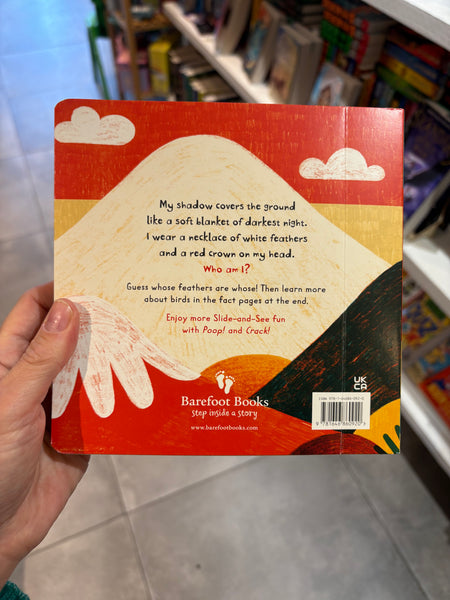 My shadow covers the ground
like a soft blanket of darkest night.
I wear a necklace of white feathers
and a red crown on my head.
Who am I?
Guess whose feathers are whose! Then learn more
about birds in the fact pages at the end.
Enjoy more Slide-and-See fun
with Poop! and Crack!
Barefoot Books
step inside a story
www.barefootbooks.com
UK
CA
9 781646 860920